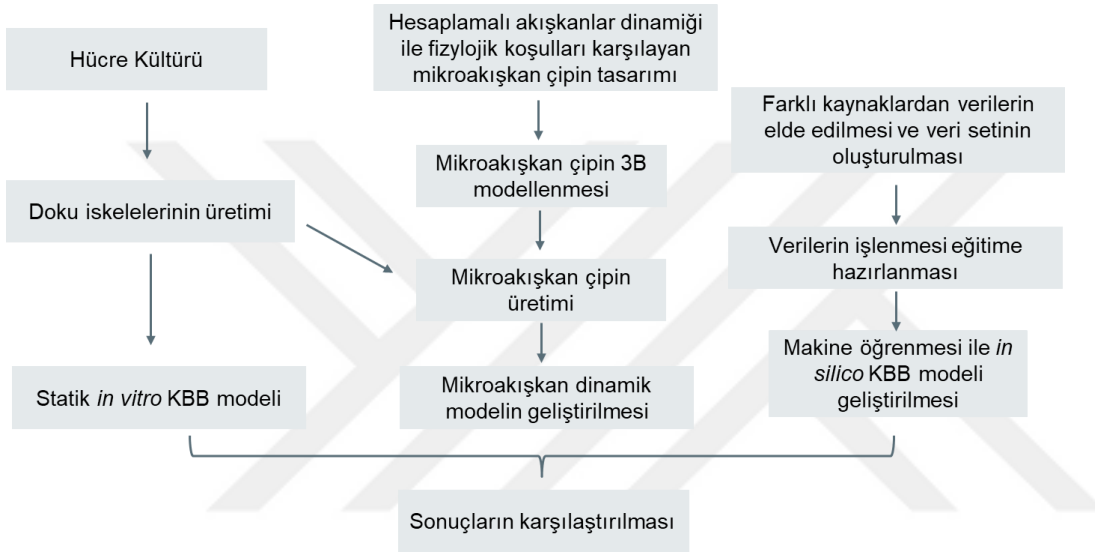 Hücre Kültürü
Doku iskelelerinin üretimi
Statik in vitro KBB modeli
Hesaplamalı akışkanlar dinamiği
ile fizylojik koşulları karşılayan
mikroakışkan çipin tasarımı
Mikroakışkan çipin 3B
modellenmesi
Mikroakışkan çipin
üretimi
Mikroakışkan dinamik
modelin geliştirilmesi
Farklı kaynaklardan verilerin
elde edilmesi ve veri setinin
oluşturulması
Verilerin işlenmesi eğitime
hazırlanması
Makine öğrenmesi ile in
silico KBB modeli
geliştirilmesi
Sonuçların karşılaştırılması